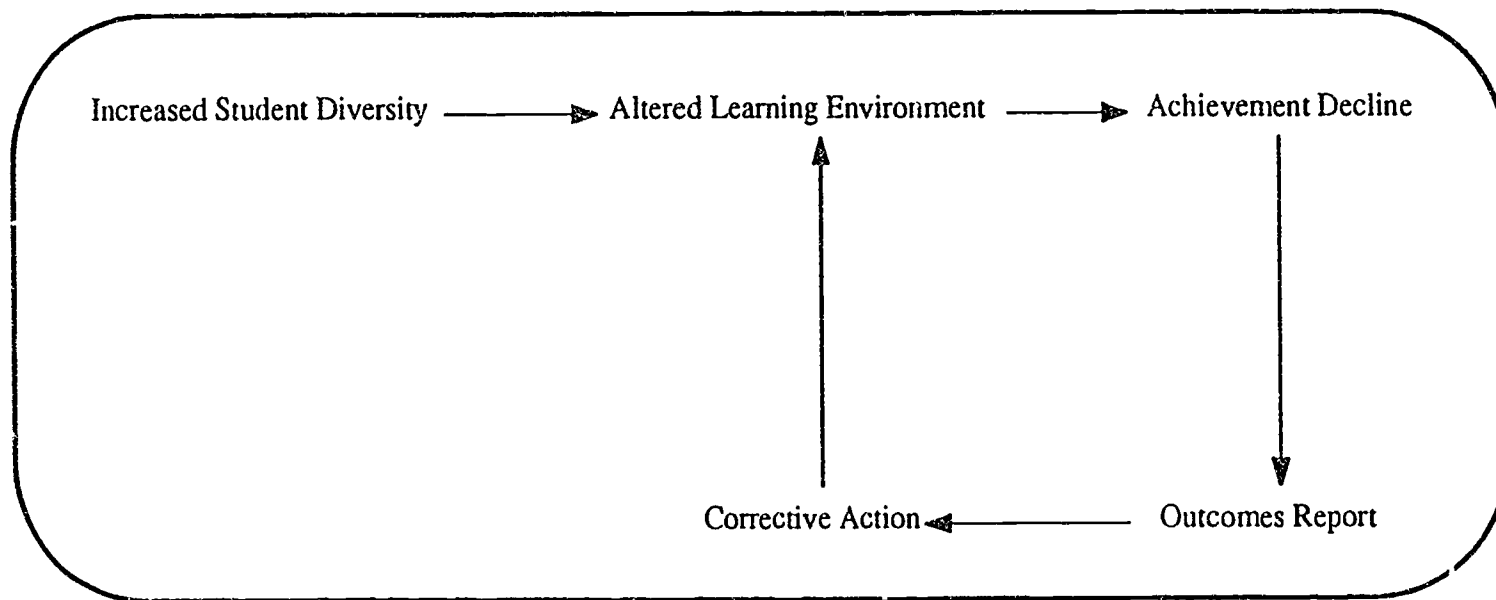 Increased Student Diversity
Altered Learning Environment
Achievement Decline
Corrective Action
Outcomes Report